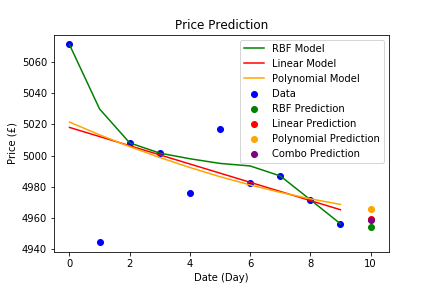 Price Prediction
Price (£)
5060
5040
5020
5000
4980
4960
4940
RBF Model
Linear Model
Polynomial Model
Data
RBF Prediction
Linear Prediction
Polynomial Prediction
Combo Prediction
0 2 4 6 8 10
Date (Day)